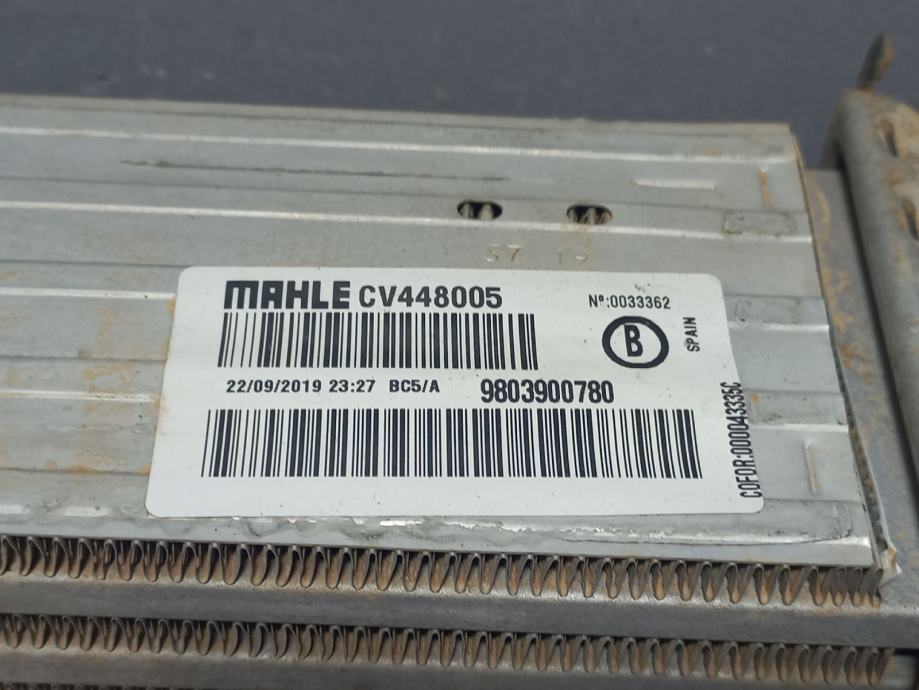 MAHLE CV448005
Nº:0033362
B
SPAIN
22/09/2019 23:27 BC5/A 9803900780
COFOR:000043335C